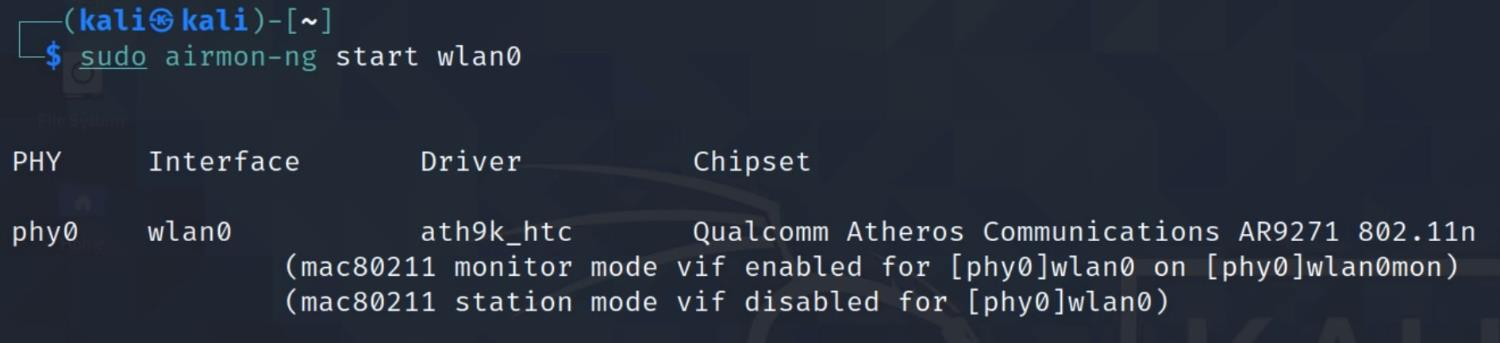 ┌──(kali㉿kali)-[~]
└─$ sudo airmon-ng start wlan0
File System
PHY     Interface       Driver          Chipset
phy0    wlan0           ath9k_htc       Qualcomm Atheros Communications AR9271 802.11n
(mac80211 monitor mode vif enabled for [phy0]wlan0 on [phy0]wlan0mon)
(mac80211 station mode vif disabled for [phy0]wlan0)